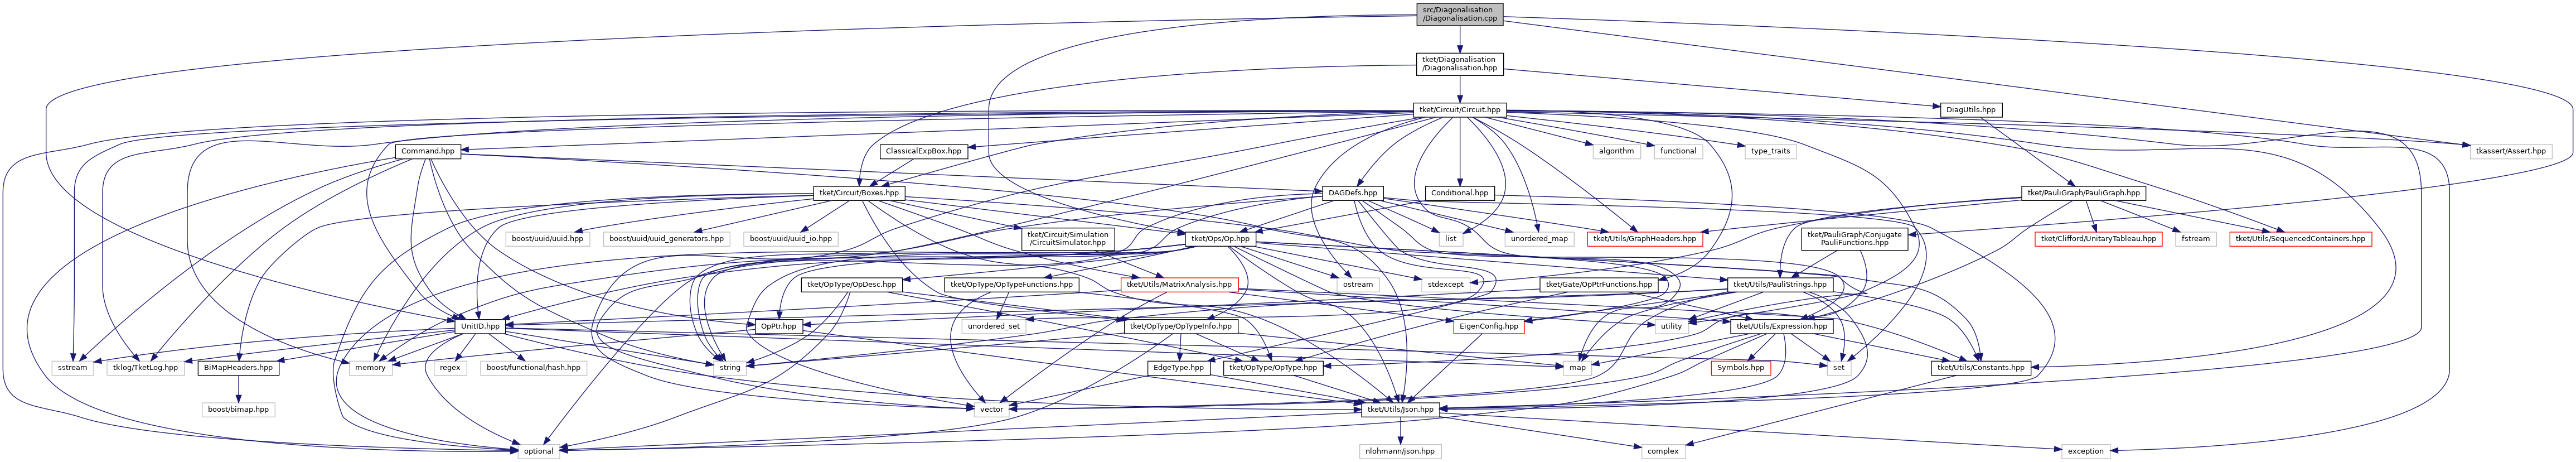 src/Diagonalisation
/Diagonalisation.cpp
tket/Diagonalisation
/Diagonalisation.hpp
tket/Circuit/Circuit.hpp
DiagUtils.hpp
Command.hpp
ClassicalExpBox.hpp
algorithm
functional
type_traits
tkassert/Assert.hpp
tket/Circuit/Boxes.hpp
DAGDefs.hpp
Conditional.hpp
tket/PauliGraph/PauliGraph.hpp
boost/uuid/uuid.hpp
boost/uuid/uuid_generators.hpp
boost/uuid/uuid_io.hpp
tket/Circuit/Simulation
/CircuitSimulator.hpp
tket/Ops/Op.hpp
list
unordered_map
tket/Utils/GraphHeaders.hpp
tket/PauliGraph/Conjugate
PauliFunctions.hpp
tket/Clifford/UnitaryTableau.hpp
fstream
tket/Utils/SequencedContainers.hpp
tket/OpType/OpDesc.hpp
tket/OpType/OpTypeFunctions.hpp
tket/Utils/MatrixAnalysis.hpp
ostream
stdexcept
tket/Gate/OpPtrFunctions.hpp
tket/Utils/PauliStrings.hpp
UnitID.hpp
OpPtr.hpp
unordered_set
tket/OpType/OpTypeInfo.hpp
EigenConfig.hpp
utility
tket/Utils/Expression.hpp
sstream
tklog/TketLog.hpp
BiMapHeaders.hpp
memory
regex
boost/functional/hash.hpp
string
EdgeType.hpp
tket/OpType/OpType.hpp
map
Symbols.hpp
set
tket/Utils/Constants.hpp
boost/bimap.hpp
vector
tket/Utils/Json.hpp
optional
nlohmann/json.hpp
complex
exception